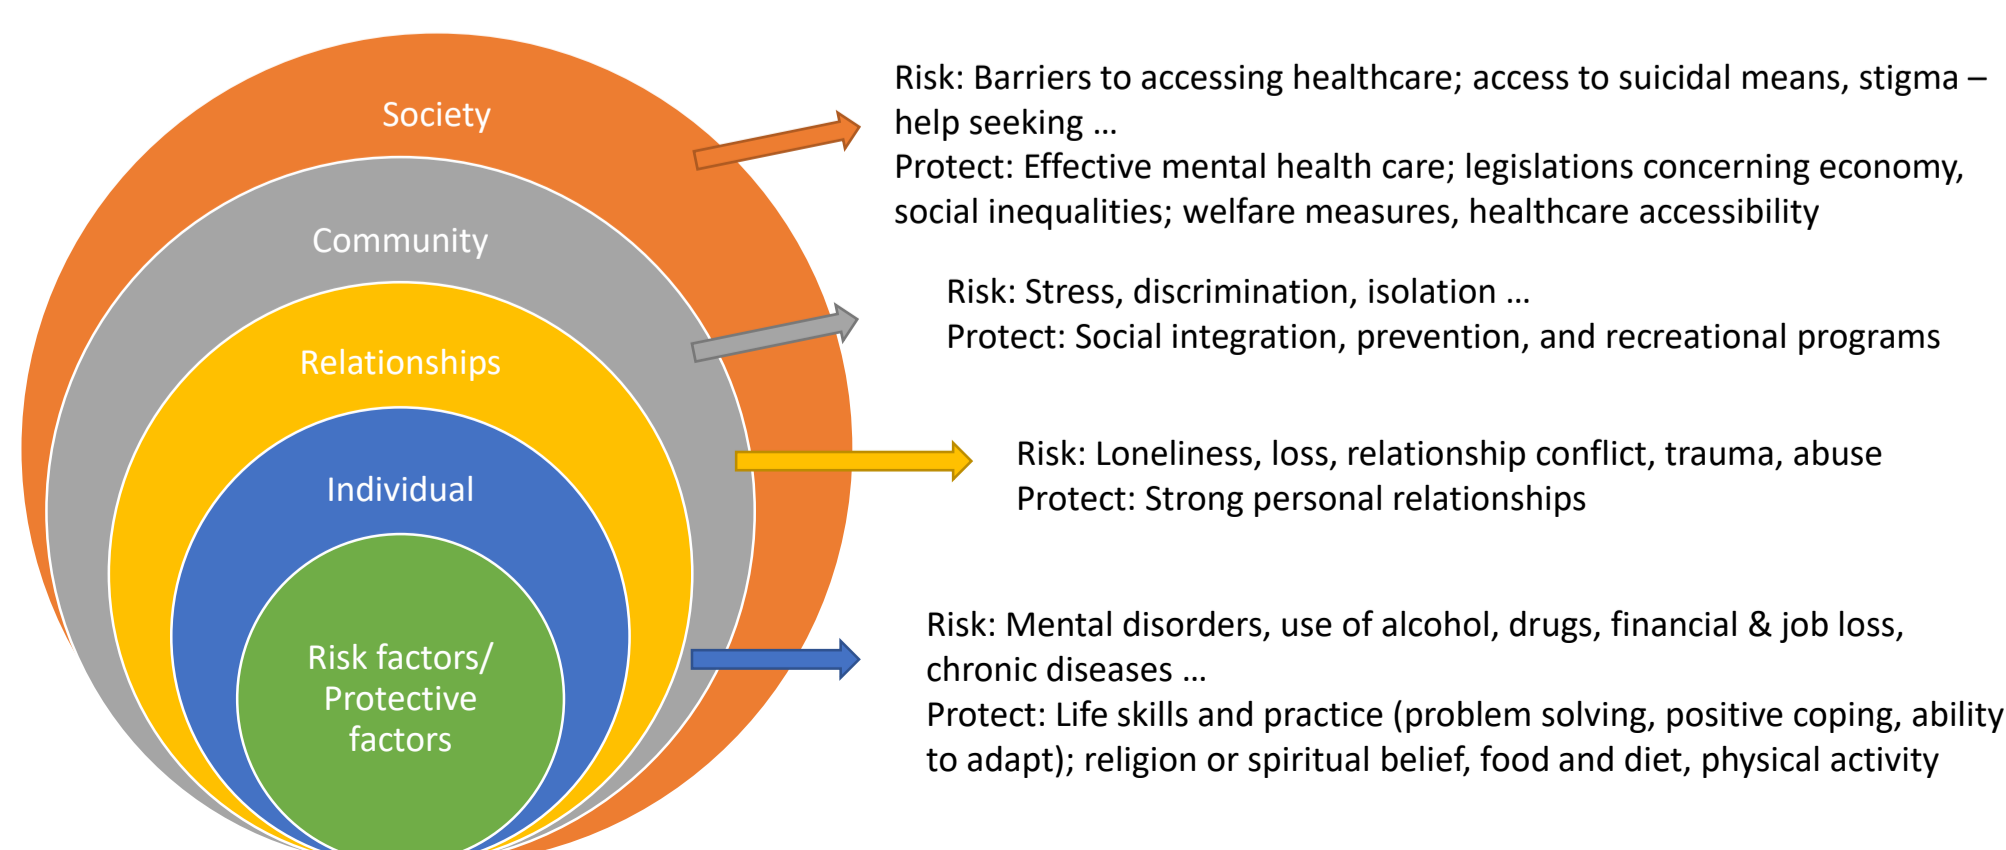 Society
Community
Relationships
Individual
Risk factors/
Protective
factors
Risk: Barriers to accessing healthcare; access to suicidal means, stigma –
help seeking …
Protect: Effective mental health care; legislations concerning economy,
social inequalities; welfare measures, healthcare accessibility
Risk: Stress, discrimination, isolation …
Protect: Social integration, prevention, and recreational programs
Risk: Loneliness, loss, relationship conflict, trauma, abuse
Protect: Strong personal relationships
Risk: Mental disorders, use of alcohol, drugs, financial & job loss,
chronic diseases …
Protect: Life skills and practice (problem solving, positive coping, ability
to adapt); religion or spiritual belief, food and diet, physical activity